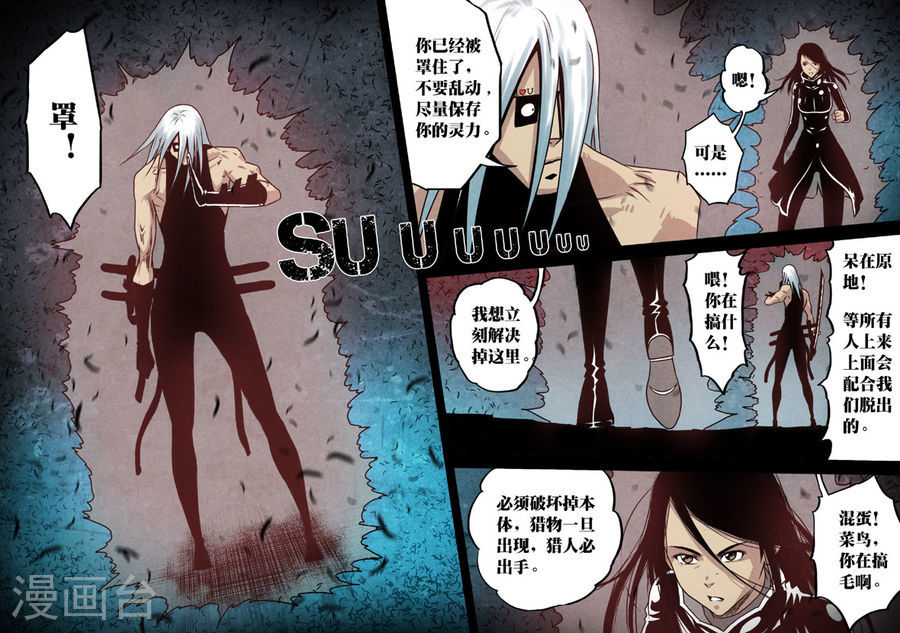 罩！
SU U U U U U U
你已经被
罩住了，
不要乱动，
尽量保存
你的灵力。
♥U
嗯！
可是
……
我想立
刻解决
掉这里。
喂！
你在
搞什
么！
呆在原
地！
等所有
人上来
上面会
配合我
们脱出
的。
必须破坏掉本
体，猎物一旦
出现，猎人必
出手。
混蛋！
菜鸟，
你在搞
毛啊。
漫画台